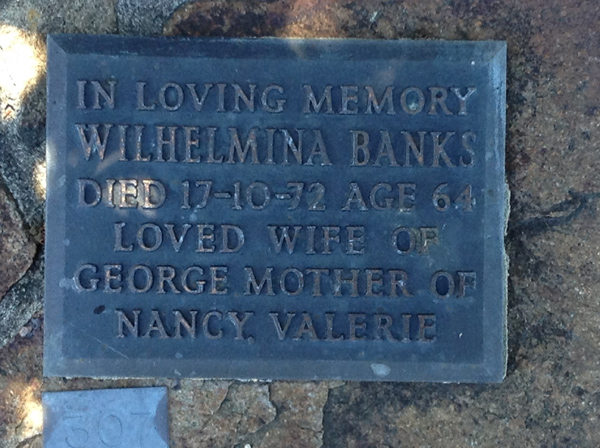 IN LOVING MEMORY
WILHELMINA BANKS
DIED 17-10-72 AGE 64
LOVED WIFE OF
GEORGE MOTHER OF
NANCY, VALERIE
307